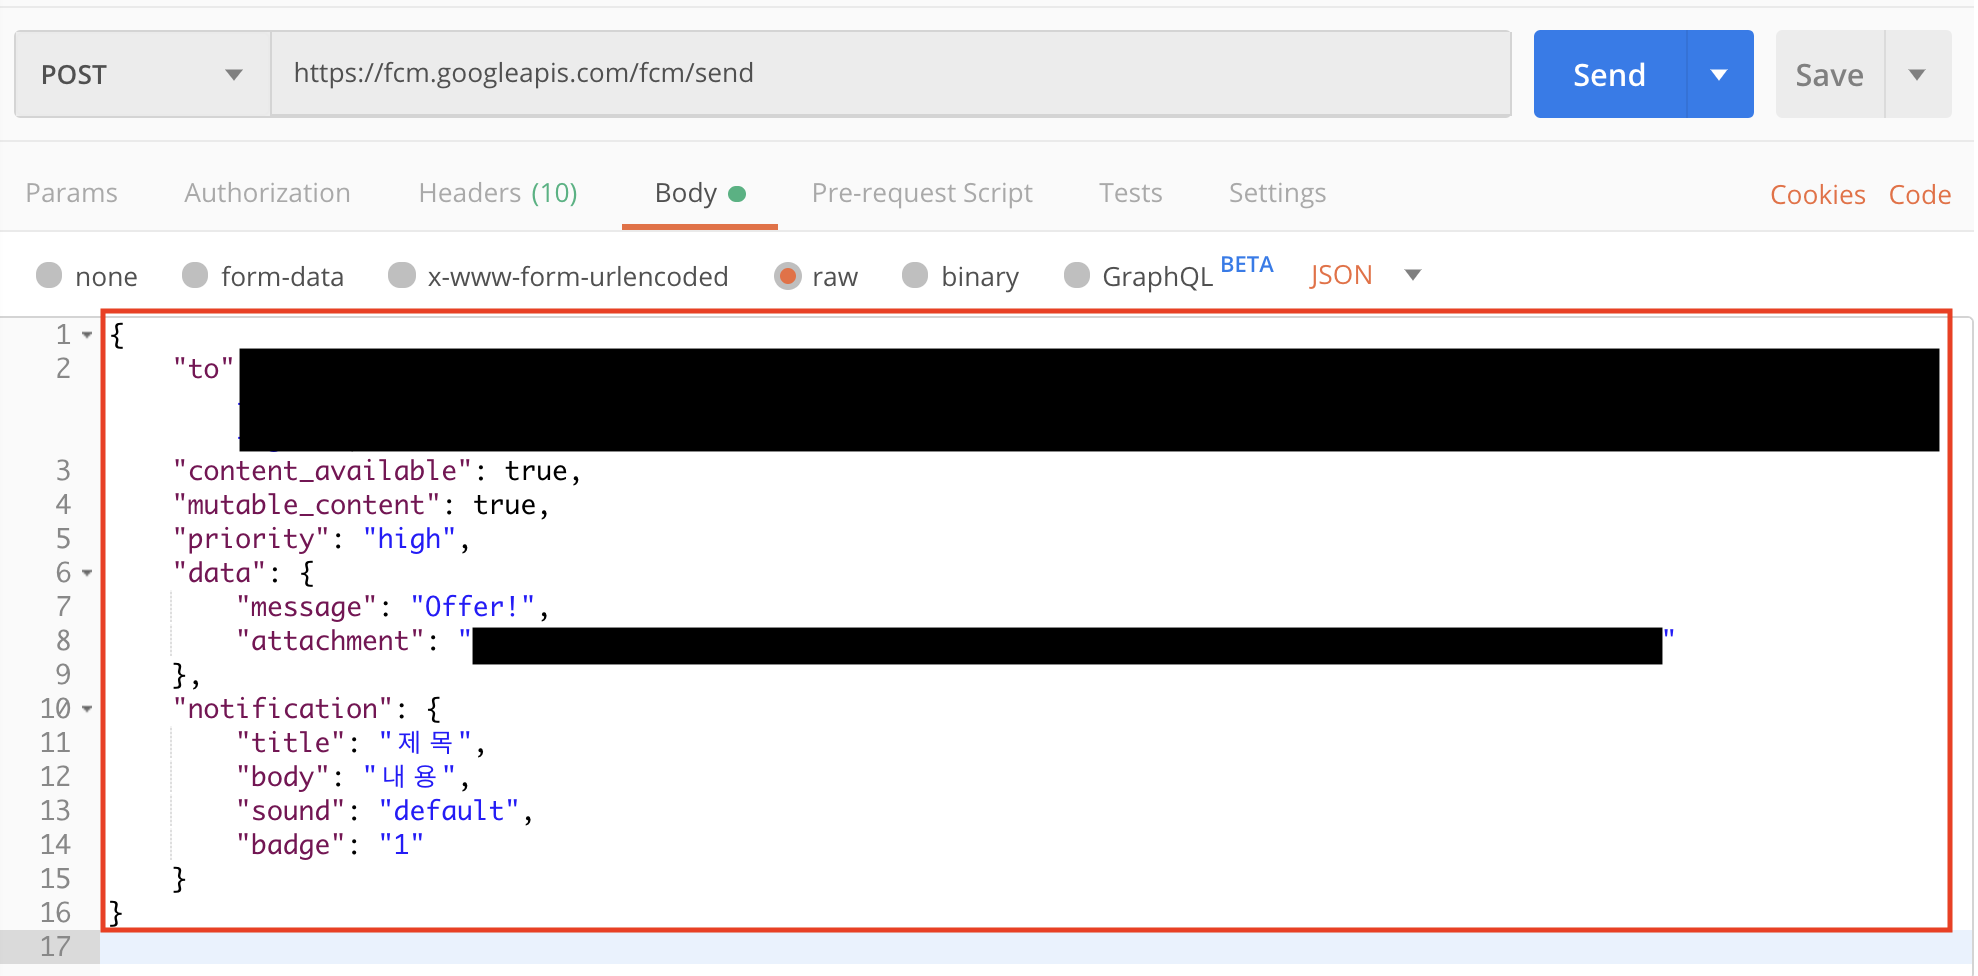 POST https://fcm.googleapis.com/fcm/send Send Save
Params Authorization Headers (10) Body Pre-request Script Tests Settings Cookies Code
none form-data x-www-form-urlencoded raw binary GraphQL BETA JSON
1 {
2 "to"
3 "content_available": true,
4 "mutable_content": true,
5 "priority": "high",
6 "data": {
7 "message": "Offer!",
8 "attachment": " "
9 },
10 "notification": {
11 "title": "제목",
12 "body": "내용",
13 "sound": "default",
14 "badge": "1"
15 }
16 }
17